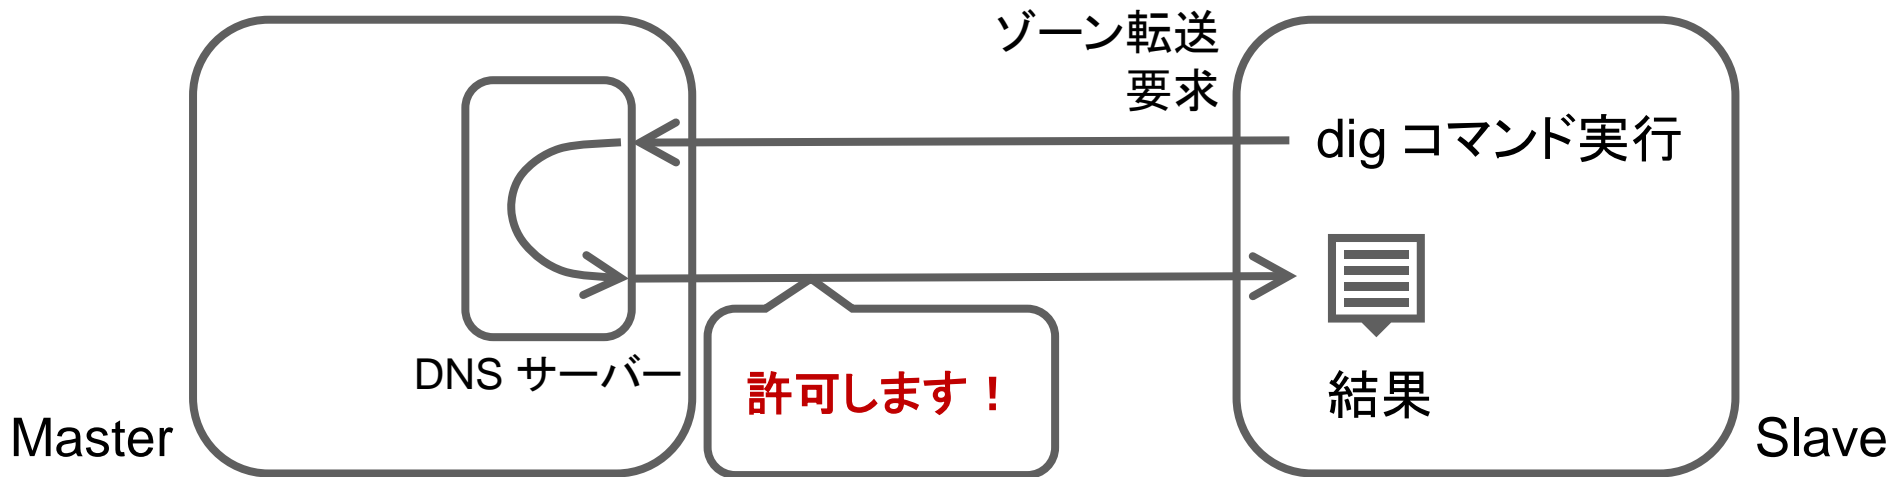 ゾーン転送
要求
dig コマンド実行
DNS サーバー
許可します！
結果
Master
Slave